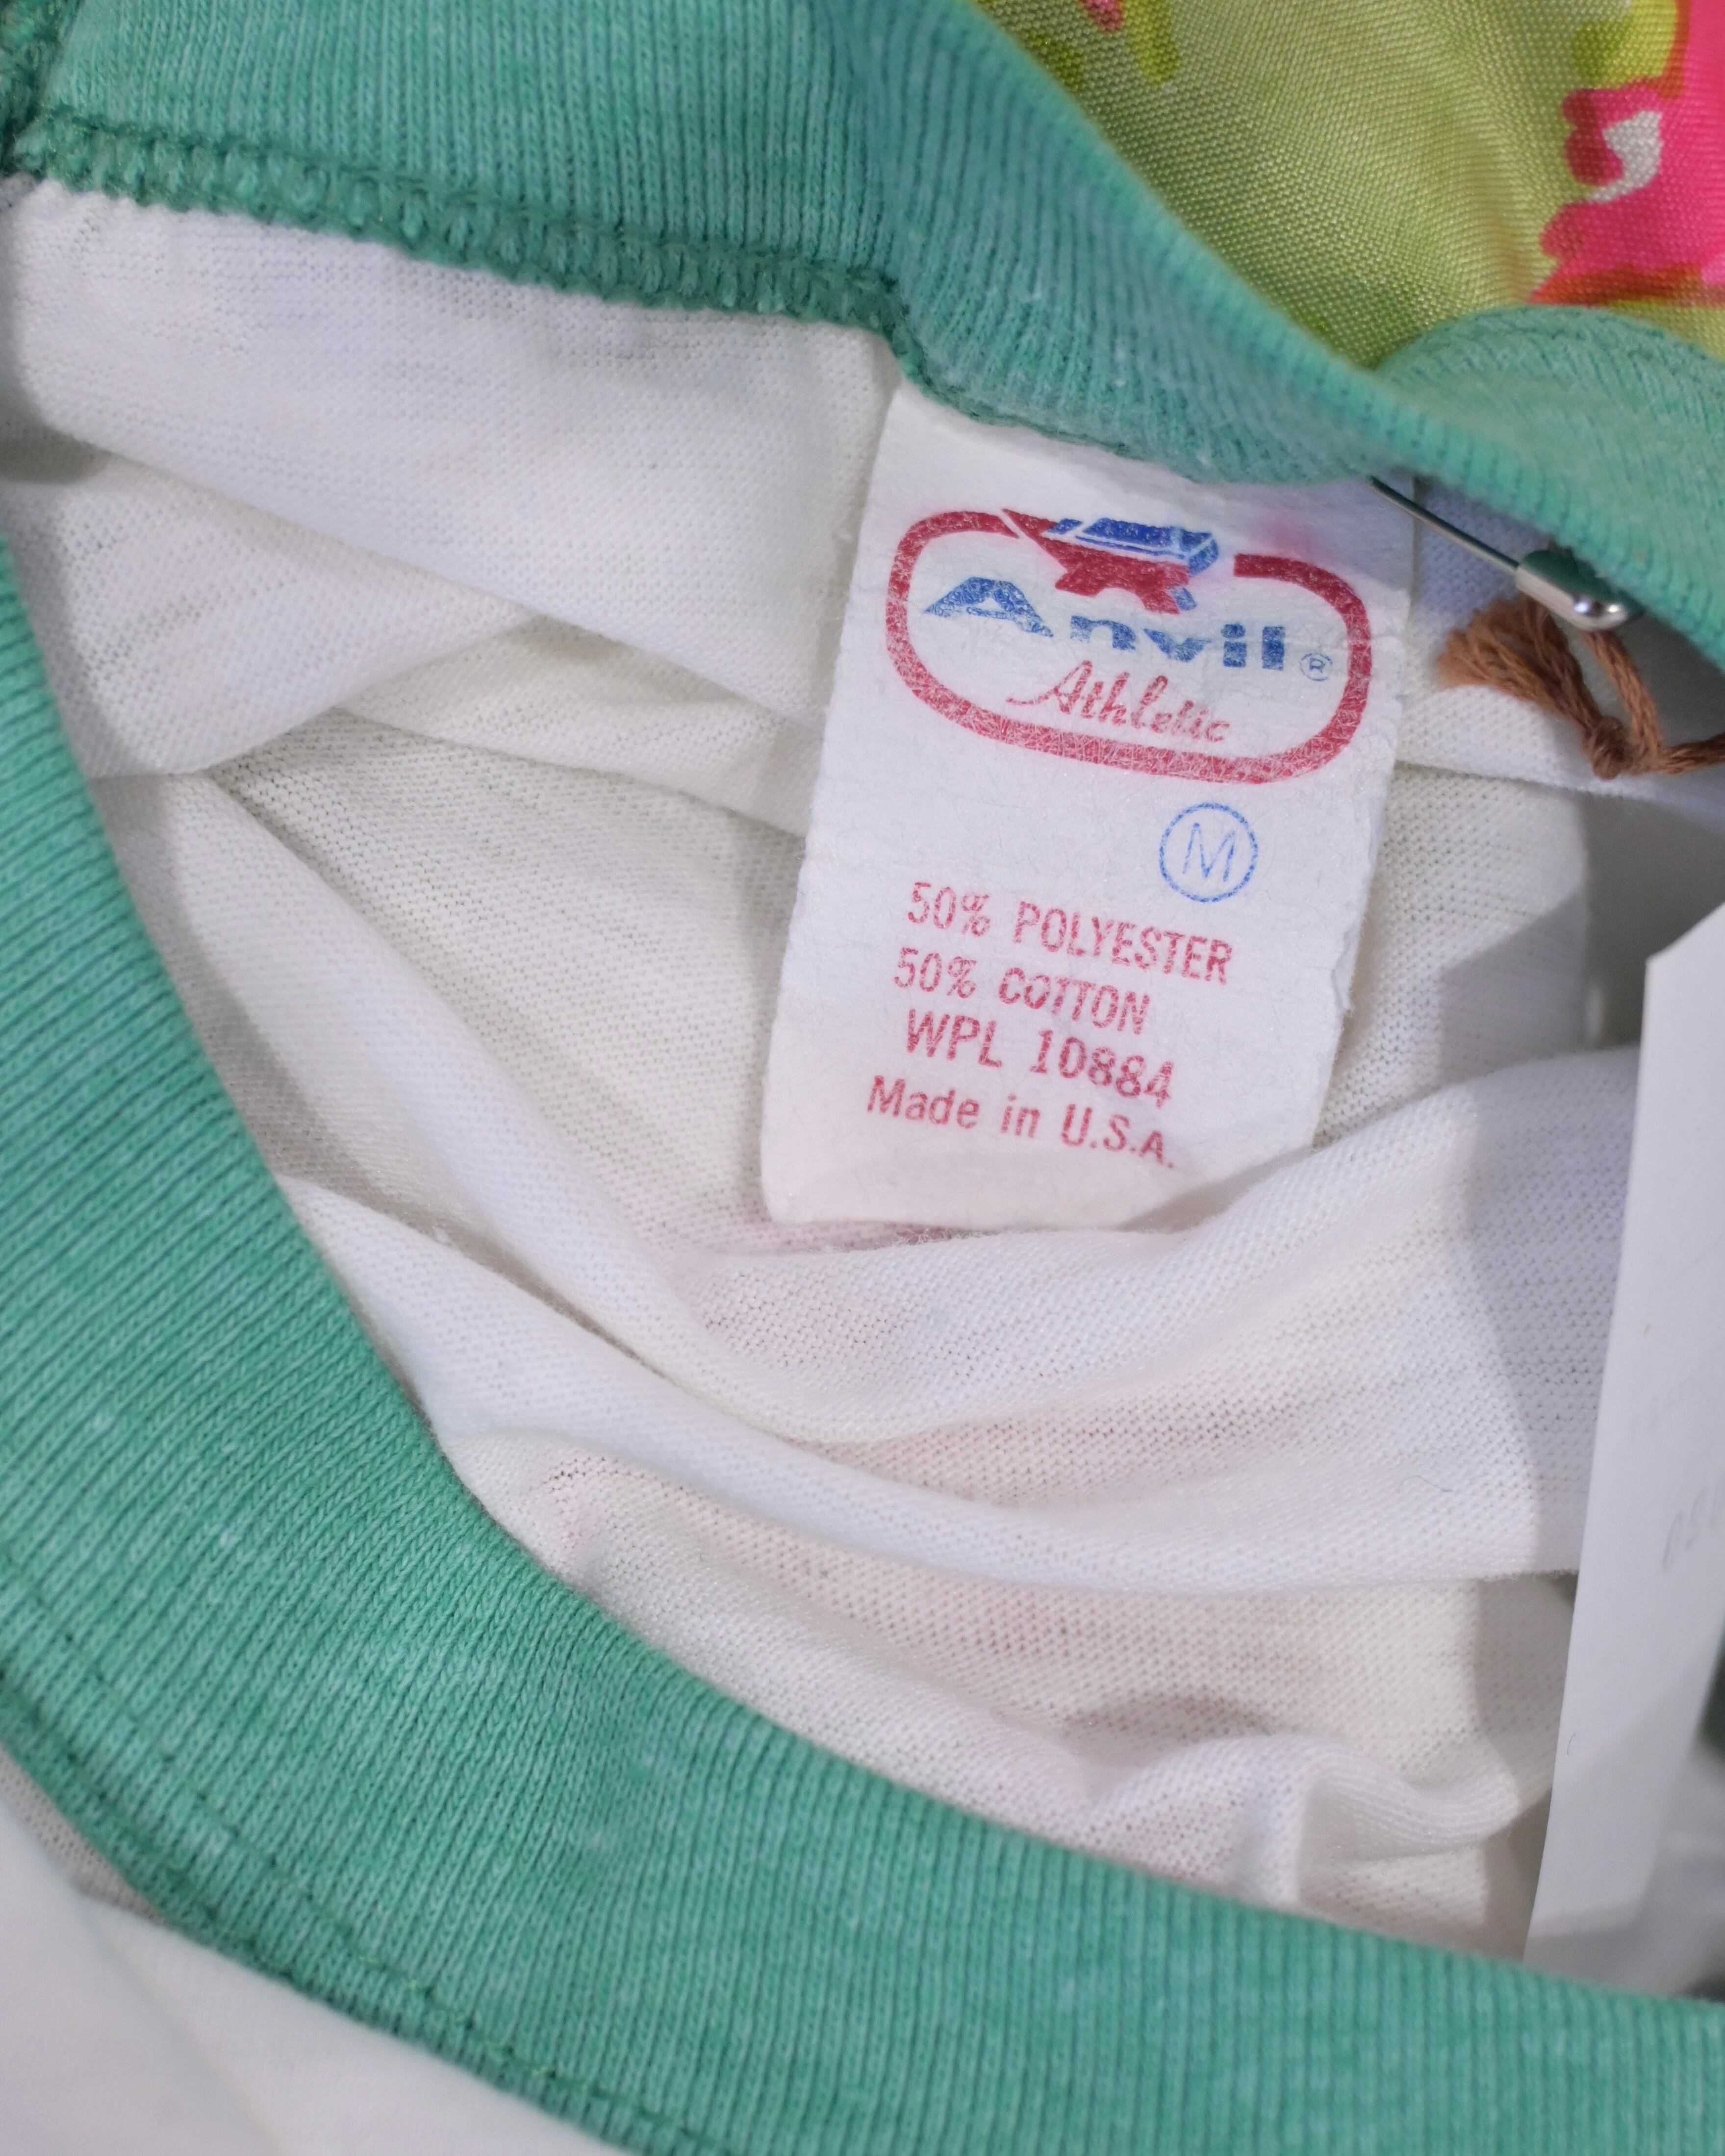 Anvil®
Athletic
M
50% POLYESTER
50% COTTON
WPL 10884
Made in U.S.A.